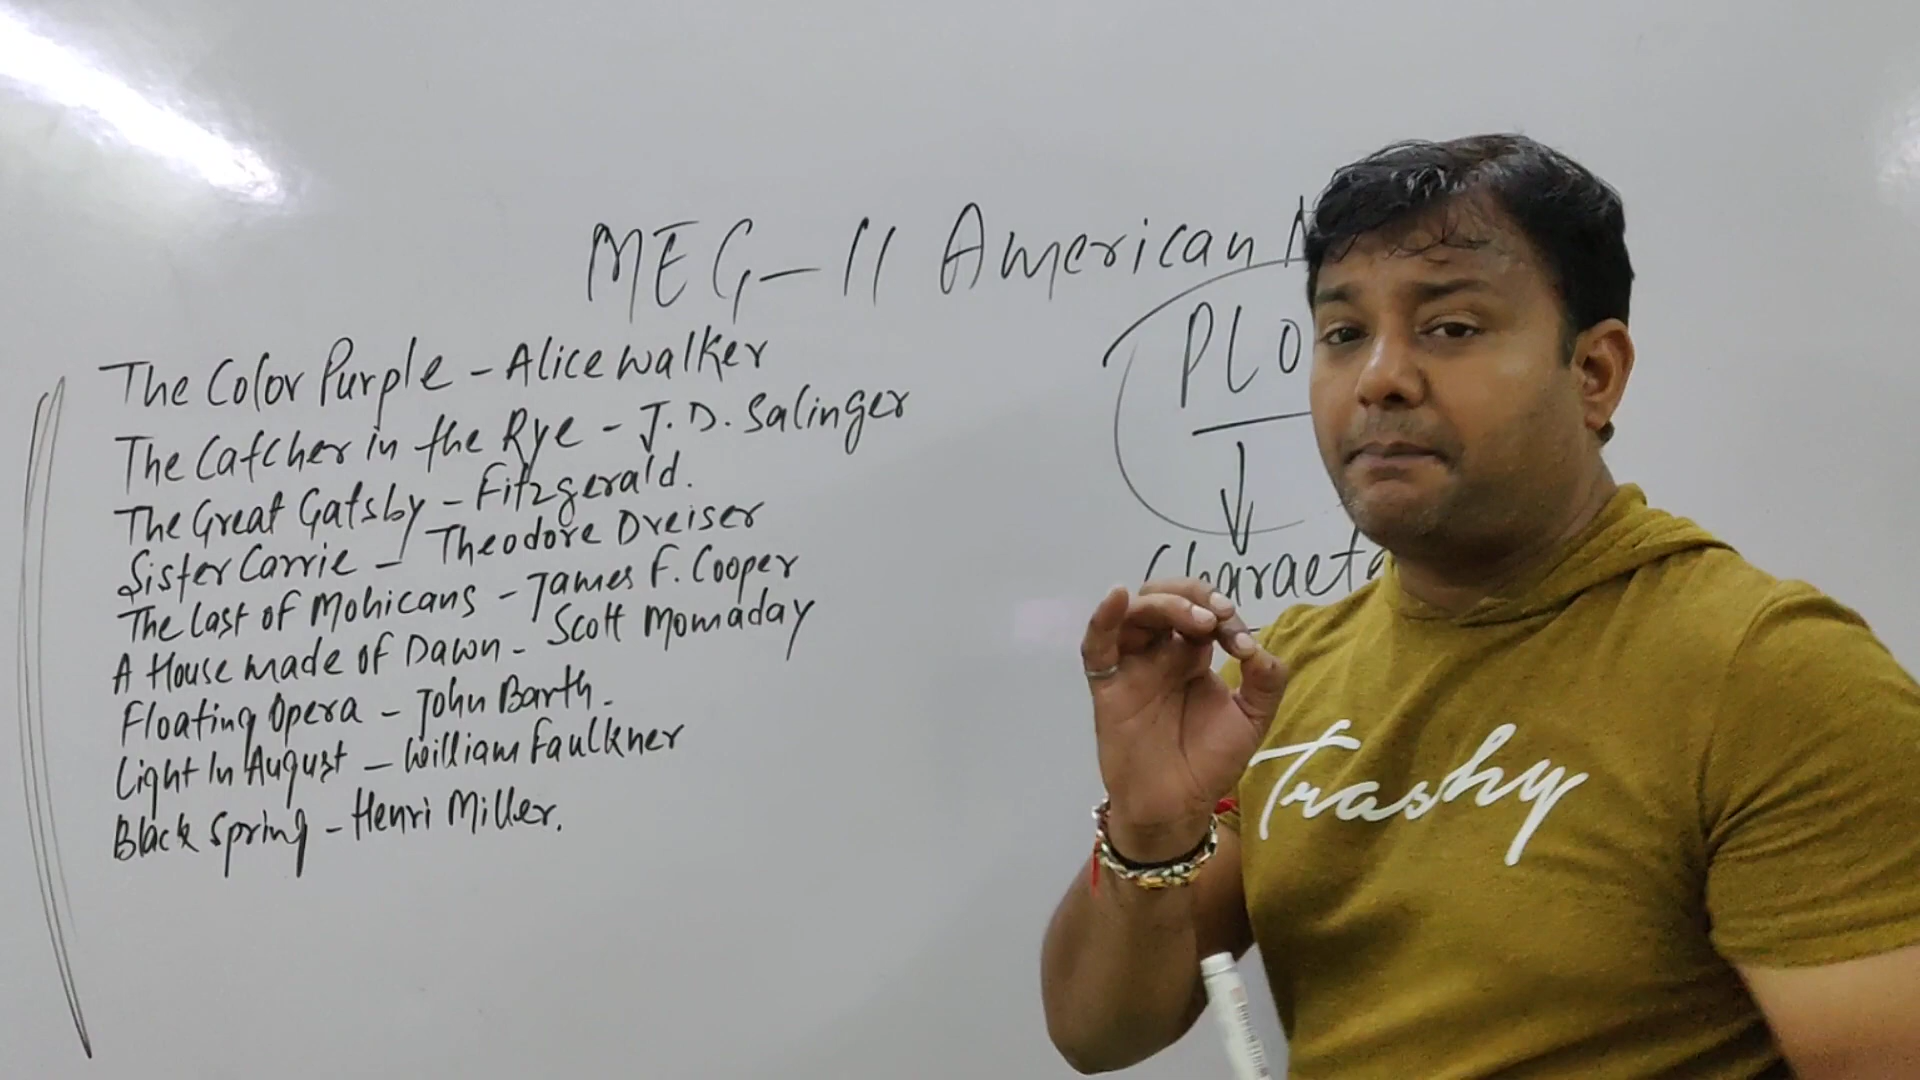 MEG-11 American N
PLO
Charact
The Color Purple - Alice walker
The Catcher in the Rye - J. D. Salinger
The Great Gatsby - Fitzgerald.
Sister Carrie - Theodore Dreiser
The Last of Mohicans - James F. Cooper
A House made of Dawn - Scott Momaday
Floating Opera - John Barth.
Light In August - William Faulkner
Black Spring - Henri Miller.
Trashy